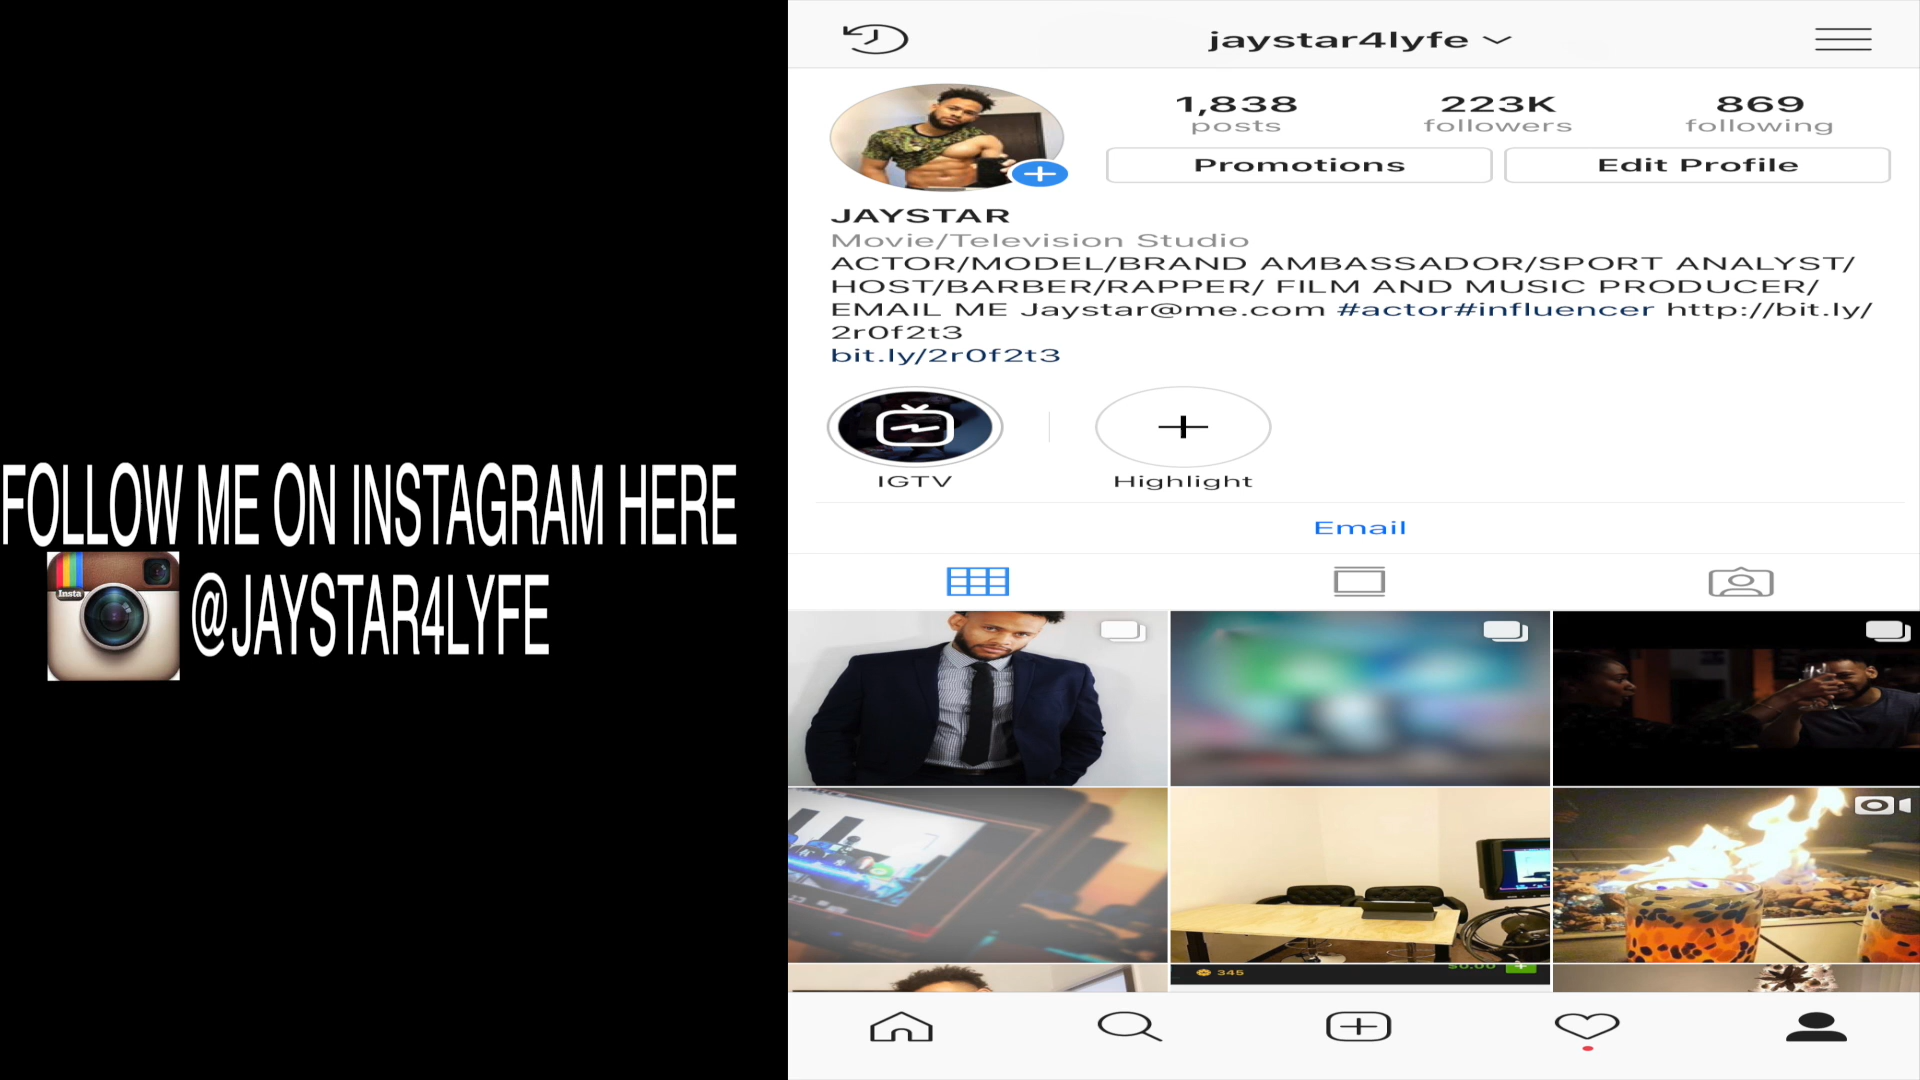 FOLLOW ME ON INSTAGRAM HERE
Insta
@JAYSTAR4LYFE
jaystar4lyfe
1,838 223K 869
posts followers following
Promotions Edit Profile
JAYSTAR
Movie/Television Studio
ACTOR/MODEL/BRAND AMBASSADOR/SPORT ANALYST/
HOST/BARBER/RAPPER/ FILM AND MUSIC PRODUCER/
EMAIL ME Jaystar@me.com #actor#influencer http://bit.ly/
2r0f2t3
bit.ly/2r0f2t3
IGTV Highlight
Email
345 $0.00